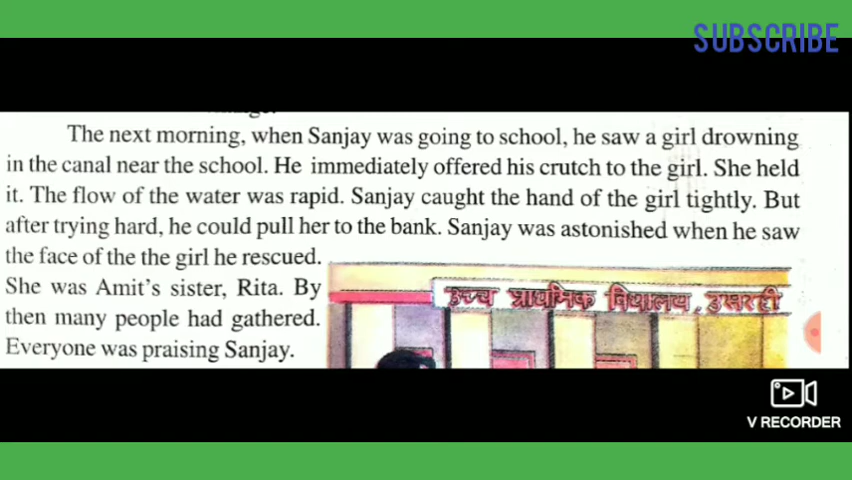 SUBSCRIBE
The next morning, when Sanjay was going to school, he saw a girl drowning
in the canal near the school. He immediately offered his crutch to the girl. She held
it. The flow of the water was rapid. Sanjay caught the hand of the girl tightly. But
after trying hard, he could pull her to the bank. Sanjay was astonished when he saw
the face of the the girl he rescued.
She was Amit's sister, Rita. By
then many people had gathered.
Everyone was praising Sanjay.
उच्च प्राथमिक विद्यालय, उसरही
V RECORDER